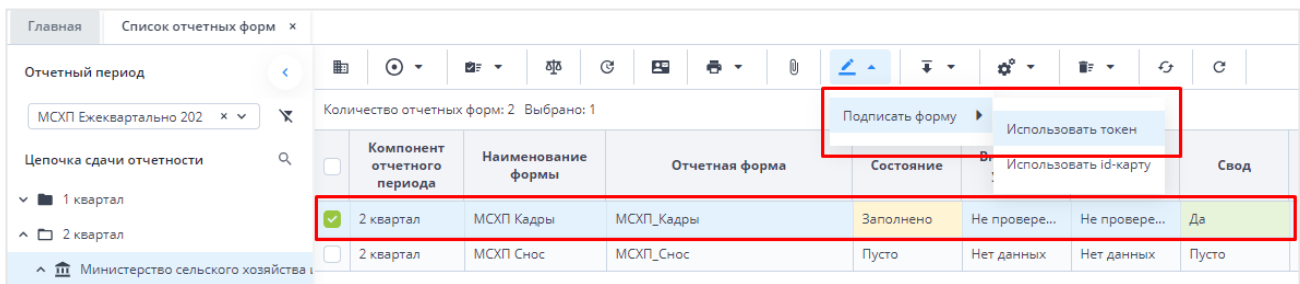 Главная
Список отчетных форм ×
Отчетный период
МСХП Ежеквартально 202
Цепочка сдачи отчетности
1 квартал
2 квартал
Министерство сельского хозяйства
Количество отчетных форм: 2 Выбрано: 1
Подписать форму
Использовать токен
Использовать id-карту
Компонент отчетного периода
Наименование формы
Отчетная форма
Состояние
Свод
2 квартал МСХП Кадры МСХП_Кадры Заполнено Не провере... Не провере... Да
2 квартал МСХП Снос МСХП_Снос Пусто Нет данных Нет данных Пусто